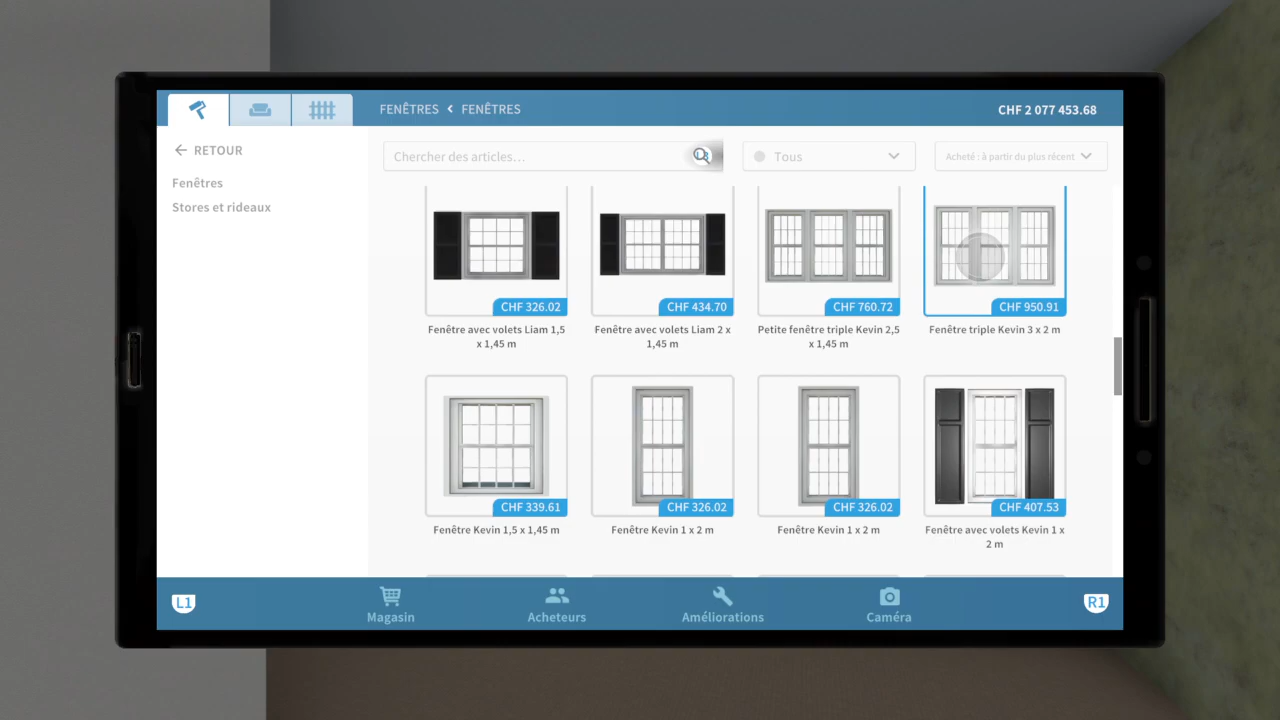 FENÊTRES < FENÊTRES
CHF 2 077 453.68
RETOUR
Fenêtres
Stores et rideaux
Chercher des articles...
Tous
Acheté : à partir du plus récent
CHF 326.02
CHF 434.70
CHF 760.72
CHF 950.91
Fenêtre avec volets Liam 1,5
x 1,45 m
Fenêtre avec volets Liam 2 x
1,45 m
Petite fenêtre triple Kevin 2,5
x 1,45 m
Fenêtre triple Kevin 3 x 2 m
CHF 339.61
CHF 326.02
CHF 326.02
CHF 407.53
Fenêtre Kevin 1,5 x 1,45 m
Fenêtre Kevin 1 x 2 m
Fenêtre Kevin 1 x 2 m
Fenêtre avec volets Kevin 1 x
2 m
L1
Magasin
Acheteurs
Améliorations
Caméra
R1